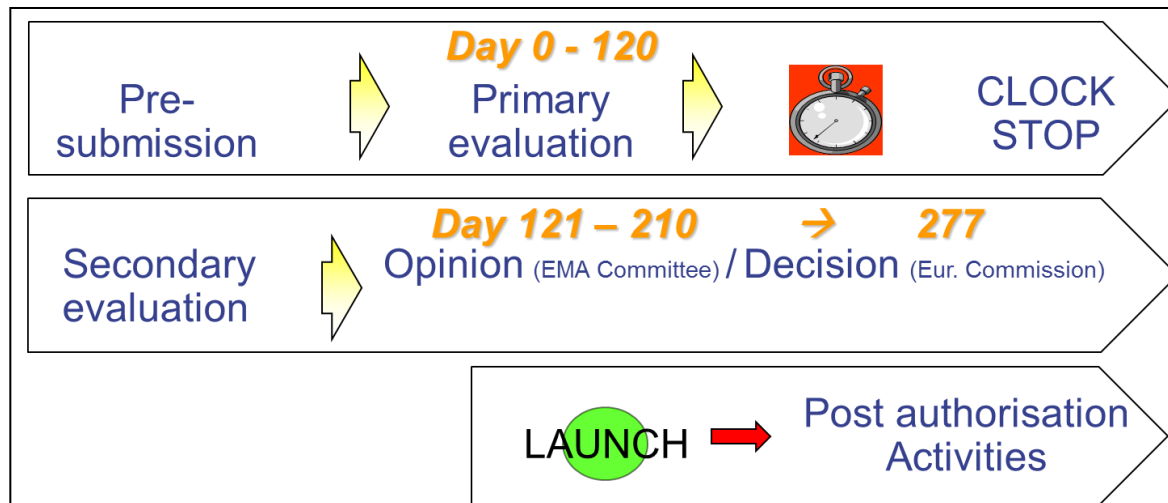 Day 0 - 120
Pre-
submission
Primary
evaluation
CLOCK
STOP
Day 121 – 210 → 277
Secondary
evaluation
Opinion (EMA Committee) / Decision (Eur. Commission)
LAUNCH
Post authorisation
Activities